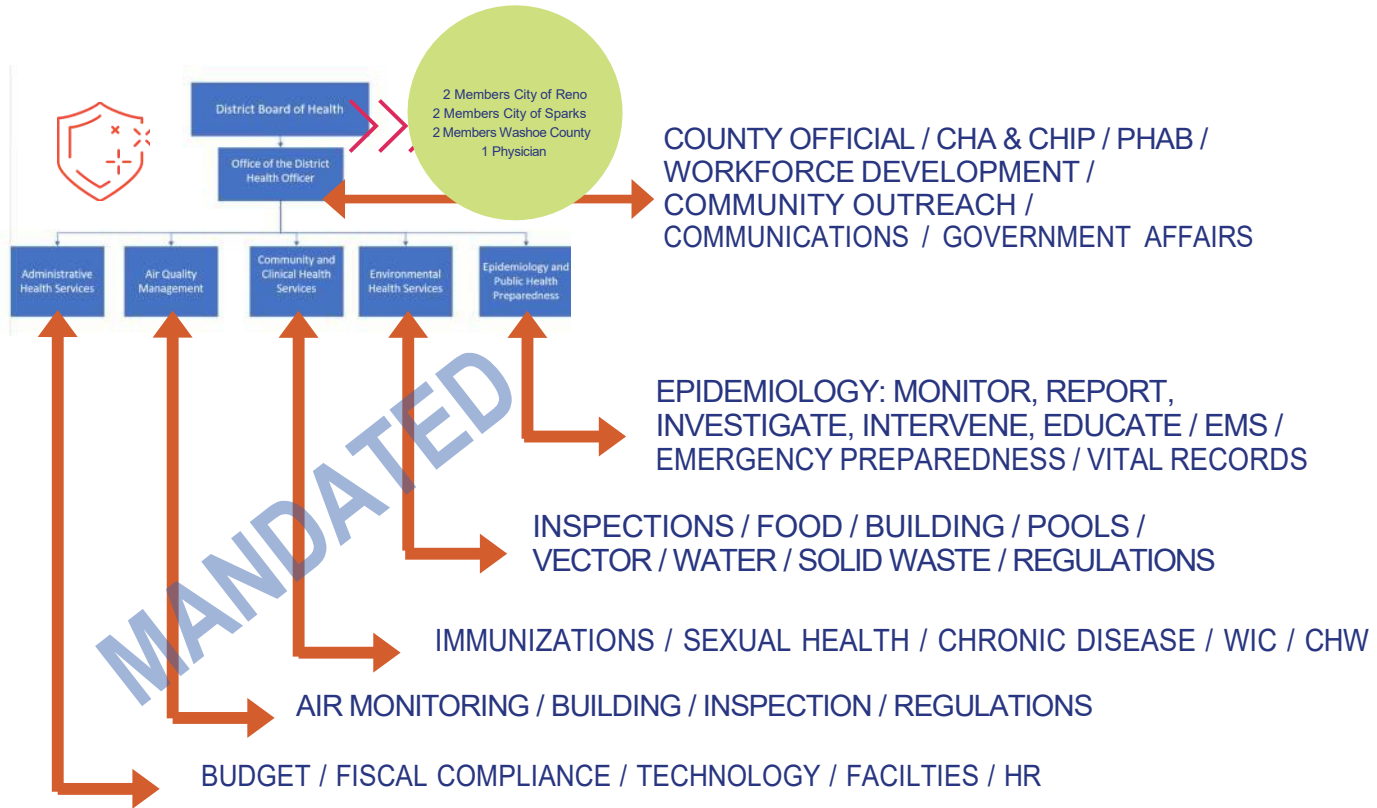 2 Members City of Reno
2 Members City of Sparks
2 Members Washoe County
1 Physician
District Board of Health
Office of the District
Health Officer
COUNTY OFFICIAL / CHA & CHIP / PHAB /
WORKFORCE DEVELOPMENT /
COMMUNITY OUTREACH /
COMMUNICATIONS / GOVERNMENT AFFAIRS
Administrative
Health Services
Air Quality
Management
Community and
Clinical Health
Services
Environmental
Health Services
Epidemiology and
Public Health
Preparedness
MANDATED
EPIDEMIOLOGY: MONITOR, REPORT,
INVESTIGATE, INTERVENE, EDUCATE / EMS /
EMERGENCY PREPAREDNESS / VITAL RECORDS
INSPECTIONS / FOOD / BUILDING / POOLS /
VECTOR / WATER / SOLID WASTE / REGULATIONS
IMMUNIZATIONS / SEXUAL HEALTH / CHRONIC DISEASE / WIC / CHW
AIR MONITORING / BUILDING / INSPECTION / REGULATIONS
BUDGET / FISCAL COMPLIANCE / TECHNOLOGY / FACILTIES / HR